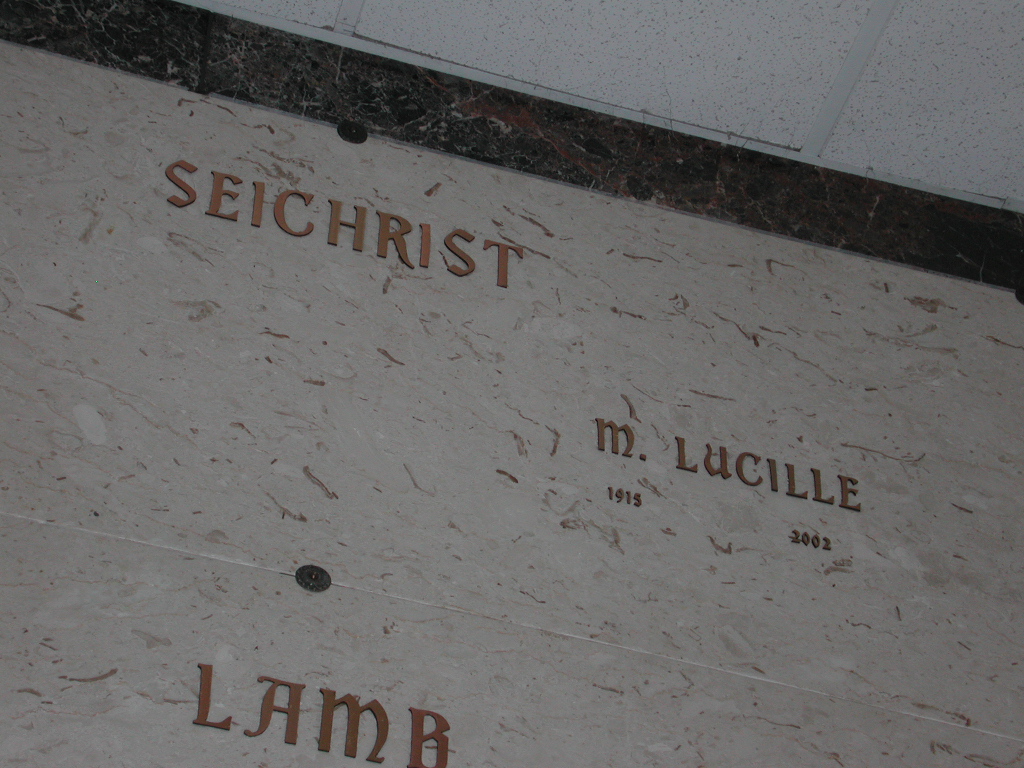 SEICHRIST
M. LUCILLE
1915
2002
LAMB